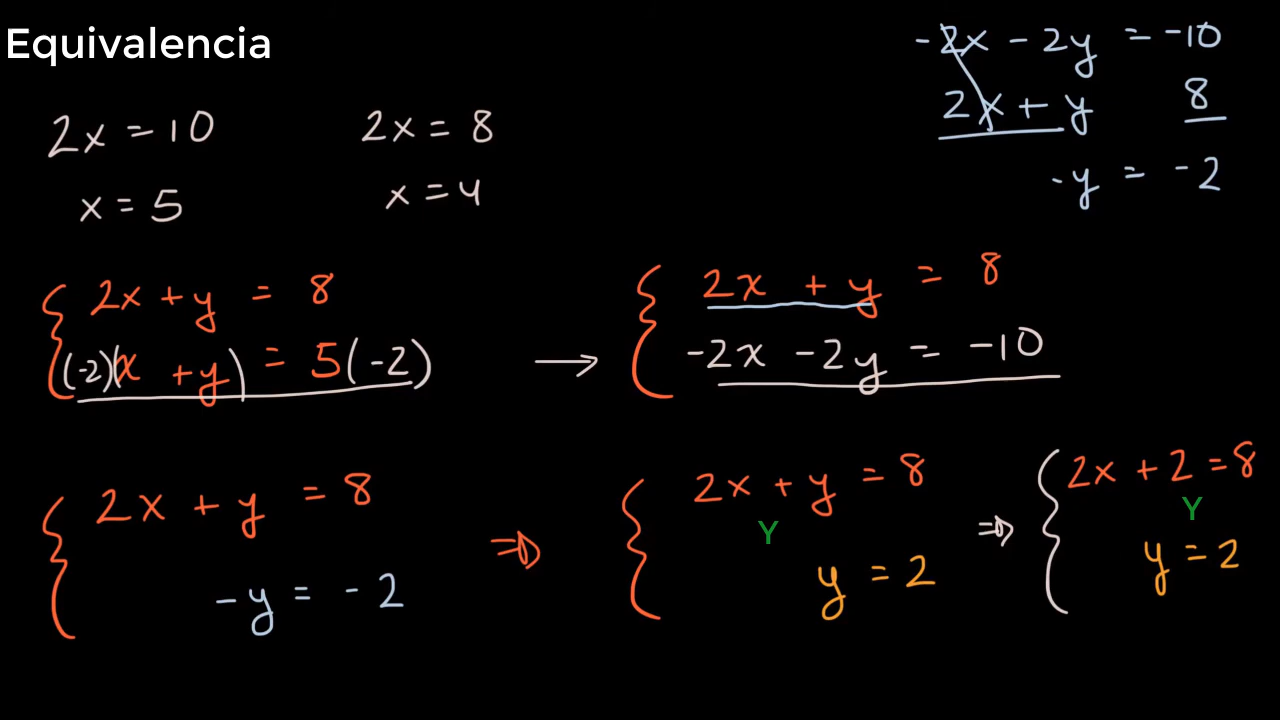 Equivalencia
-2x - 2y = -10
2x + y 8
-y = -2
2x = 10
x = 5
2x = 8
x = 4
2x + y = 8
(-2)(x + y) = 5(-2)
→
2x + y = 8
-2x - 2y = -10
2x + y = 8
-y = -2
⇒
2x + y = 8
Y
y = 2
⇒
2x + 2 = 8
Y
y = 2